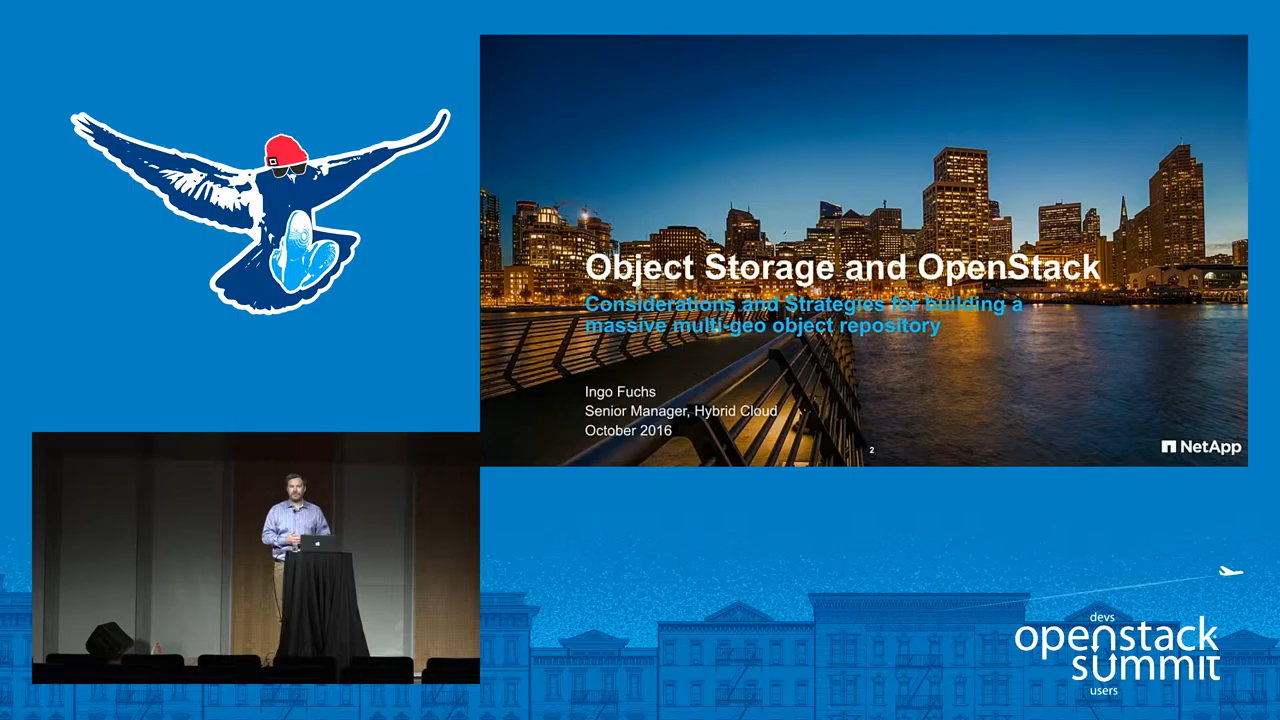 Object Storage and OpenStack
Considerations and Strategies for building a
massive multi-geo object repository
Ingo Fuchs
Senior Manager, Hybrid Cloud
October 2016
2
NetApp
devs
openstack
summit
users